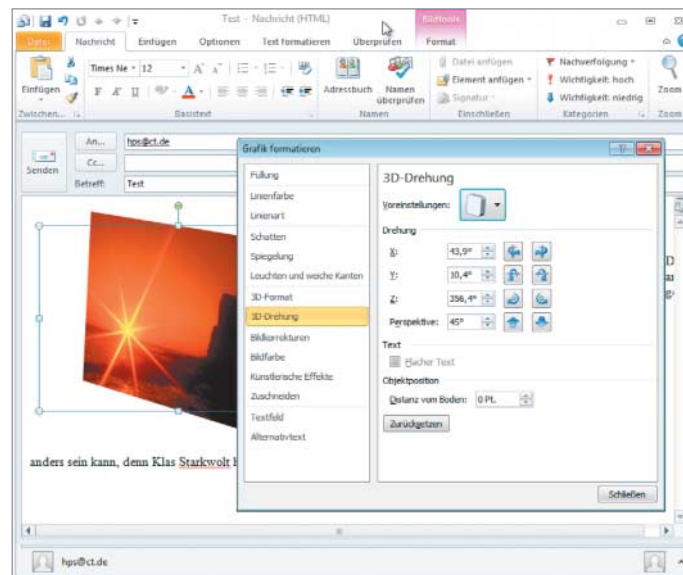 Test - Nachricht (HTML)
Bildtools
Datei Nachricht Einfügen Optionen Text formatieren Überprüfen Format
Einfügen
Times Ne 12
F K U
Adressbuch Namen überprüfen
Datei anfügen
Element anfügen
Signatur
Nachverfolgung
Wichtigkeit: hoch
Wichtigkeit: niedrig
Zoom
Zwischen... Basistext Namen Einschließen Kategorien Zoom
Senden
An... hps@ct.de
Cc...
Betreff: Test
Grafik formatieren
Füllung
Linienfarbe
Linienart
Schatten
Spiegelung
Leuchten und weiche Kanten
3D-Format
3D-Drehung
Bildkorrekturen
Bildfarbe
Künstlerische Effekte
Zuschneiden
Textfeld
Alternativtext
3D-Drehung
Voreinstellungen:
Drehung
X: 43,9°
Y: 10,4°
Z: 356,4°
Perspektive: 45°
Text
Flacher Text
Objektposition
Distanz vom Boden: 0 Pt.
Zurücksetzen
Schließen
anders sein kann, denn Klas Starkwolt
hps@ct.de